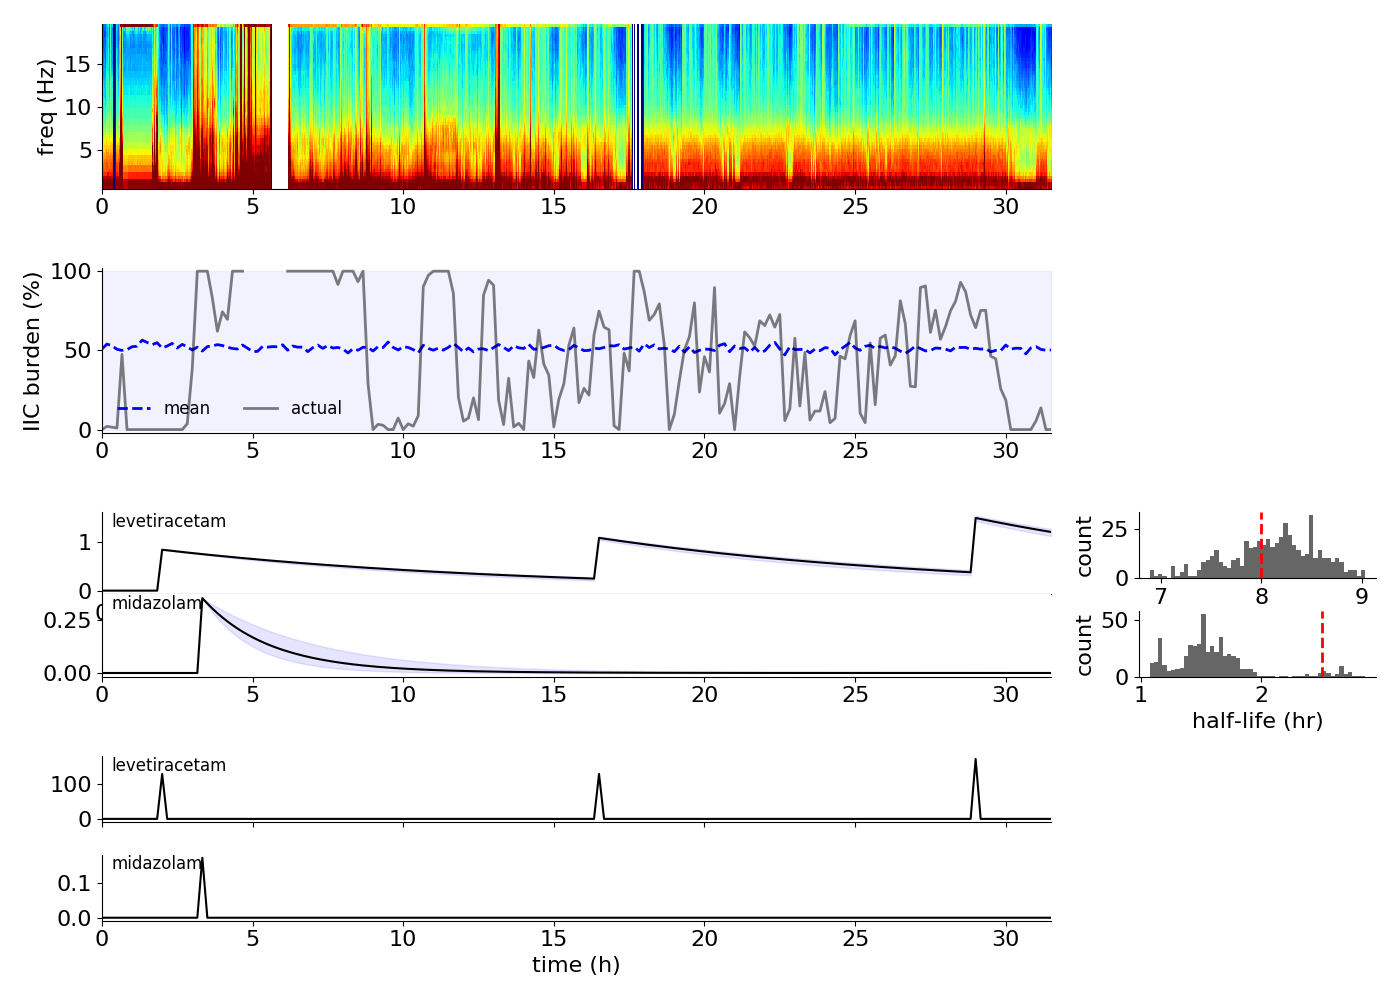 freq (Hz)
15
10
5
0 5 10 15 20 25 30
IIC burden (%)
100
50
0
mean actual
0 5 10 15 20 25 30
levetiracetam
1
0
0
midazolam
0.25
0.00
0 5 10 15 20 25 30
count
25
0
7 8 9
count
50
0
1 2
half-life (hr)
levetiracetam
100
0
midazolam
0.1
0.0
0 5 10 15 20 25 30
time (h)